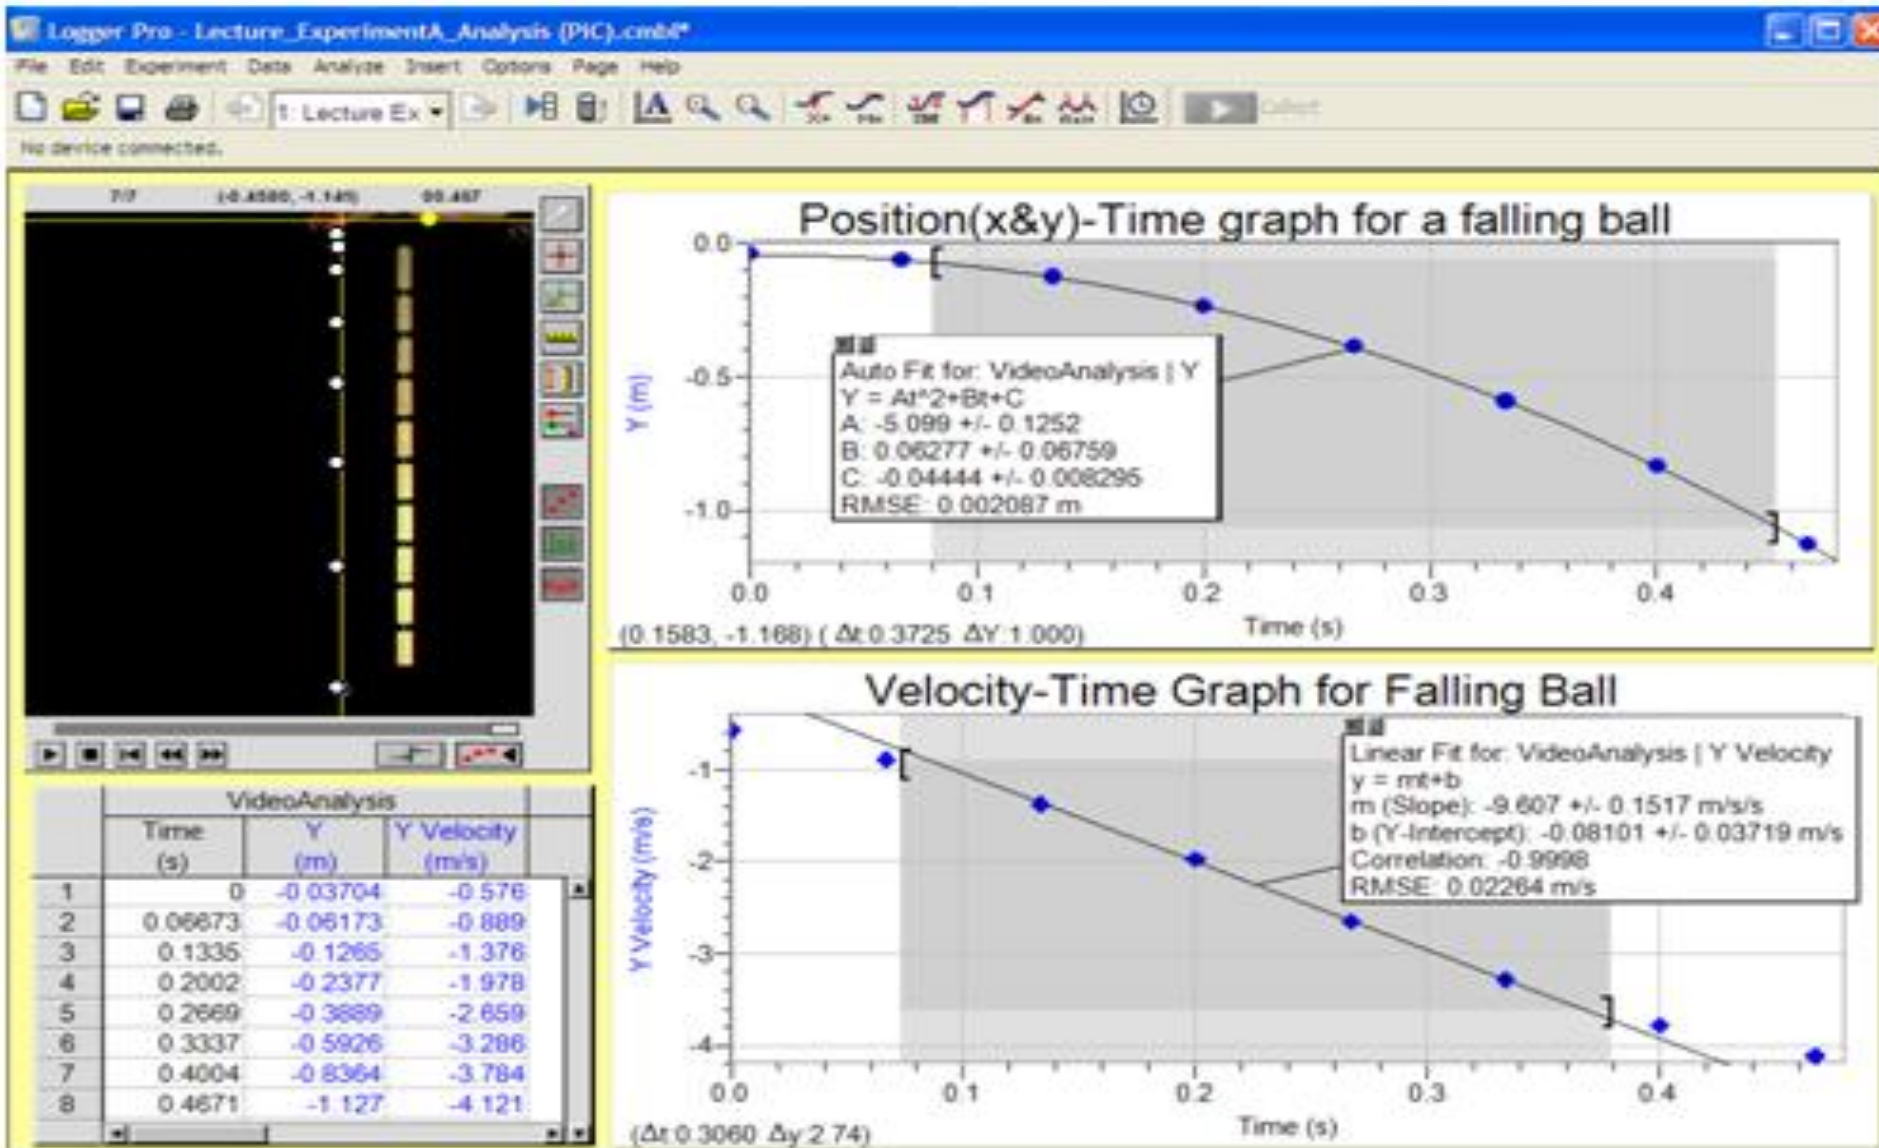 Logger Pro - Lecture_ExperimentA_Analysis (PIC).cmbl*
File Edit Experiment Data Analyze Insert Options Page Help
1: Lecture Ex
No device connected.
7/7 (-0.4580, -1.141) 00.467
Position(x&y)-Time graph for a falling ball
0.0
-0.5
-1.0
Y (m)
Auto Fit for: VideoAnalysis | Y
Y = At^2+Bt+C
A: -5.099 +/- 0.1252
B: 0.06277 +/- 0.06759
C: -0.04444 +/- 0.008295
RMSE: 0.002087 m
0.0 0.1 0.2 0.3 0.4
Time (s)
(0.1583, -1.168) ( Δt:0.3725 ΔY:1.000)
Velocity-Time Graph for Falling Ball
-1
-2
-3
-4
Y Velocity (m/s)
Linear Fit for: VideoAnalysis | Y Velocity
y = mt+b
m (Slope): -9.607 +/- 0.1517 m/s/s
b (Y-Intercept): -0.08101 +/- 0.03719 m/s
Correlation: -0.9998
RMSE: 0.02264 m/s
0.0 0.1 0.2 0.3 0.4
Time (s)
(Δt:0.3060 Δy:2.74)
VideoAnalysis
Time Y Y Velocity
(s) (m) (m/s)
1 0 -0.03704 -0.576
2 0.06673 -0.06173 -0.889
3 0.1335 -0.1265 -1.376
4 0.2002 -0.2377 -1.978
5 0.2669 -0.3889 -2.659
6 0.3337 -0.5926 -3.286
7 0.4004 -0.8364 -3.784
8 0.4671 -1.127 -4.121